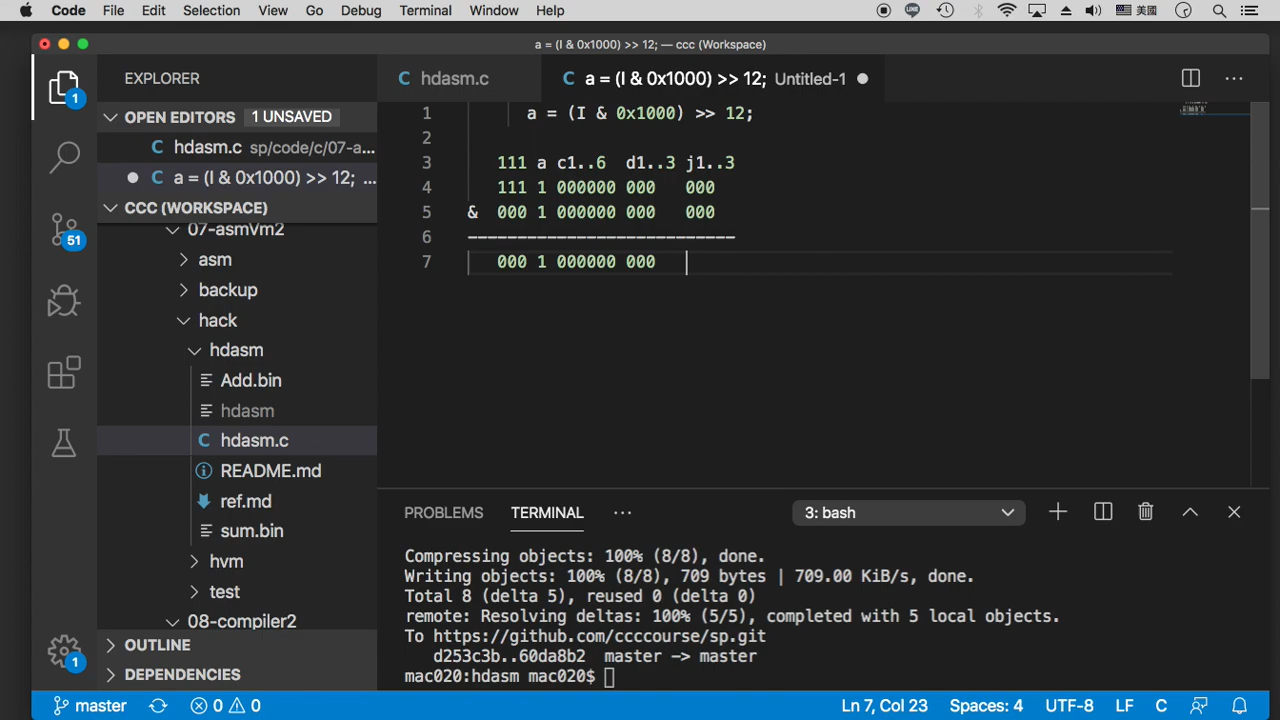 Code File Edit Selection View Go Debug Terminal Window Help 美國
a = (I & 0x1000) >> 12; — ccc (Workspace)
EXPLORER
OPEN EDITORS 1 UNSAVED
hdasm.c sp/code/c/07-a...
a = (I & 0x1000) >> 12; ...
CCC (WORKSPACE)
07-asmVm2
asm
backup
hack
hdasm
Add.bin
hdasm
hdasm.c
README.md
ref.md
sum.bin
hvm
test
08-compiler2
OUTLINE
DEPENDENCIES
1
51
1
hdasm.c a = (I & 0x1000) >> 12; Untitled-1
1 a = (I & 0x1000) >> 12;
2
3 111 a c1..6 d1..3 j1..3
4 111 1 000000 000 000
5 & 000 1 000000 000 000
6 ---------------------------
7 000 1 000000 000
PROBLEMS TERMINAL ... 3: bash
Compressing objects: 100% (8/8), done.
Writing objects: 100% (8/8), 709 bytes | 709.00 KiB/s, done.
Total 8 (delta 5), reused 0 (delta 0)
remote: Resolving deltas: 100% (5/5), completed with 5 local objects.
To https://github.com/ccccourse/sp.git
d253c3b..60da8b2 master -> master
mac020:hdasm mac020$
master 0 0 Ln 7, Col 23 Spaces: 4 UTF-8 LF C